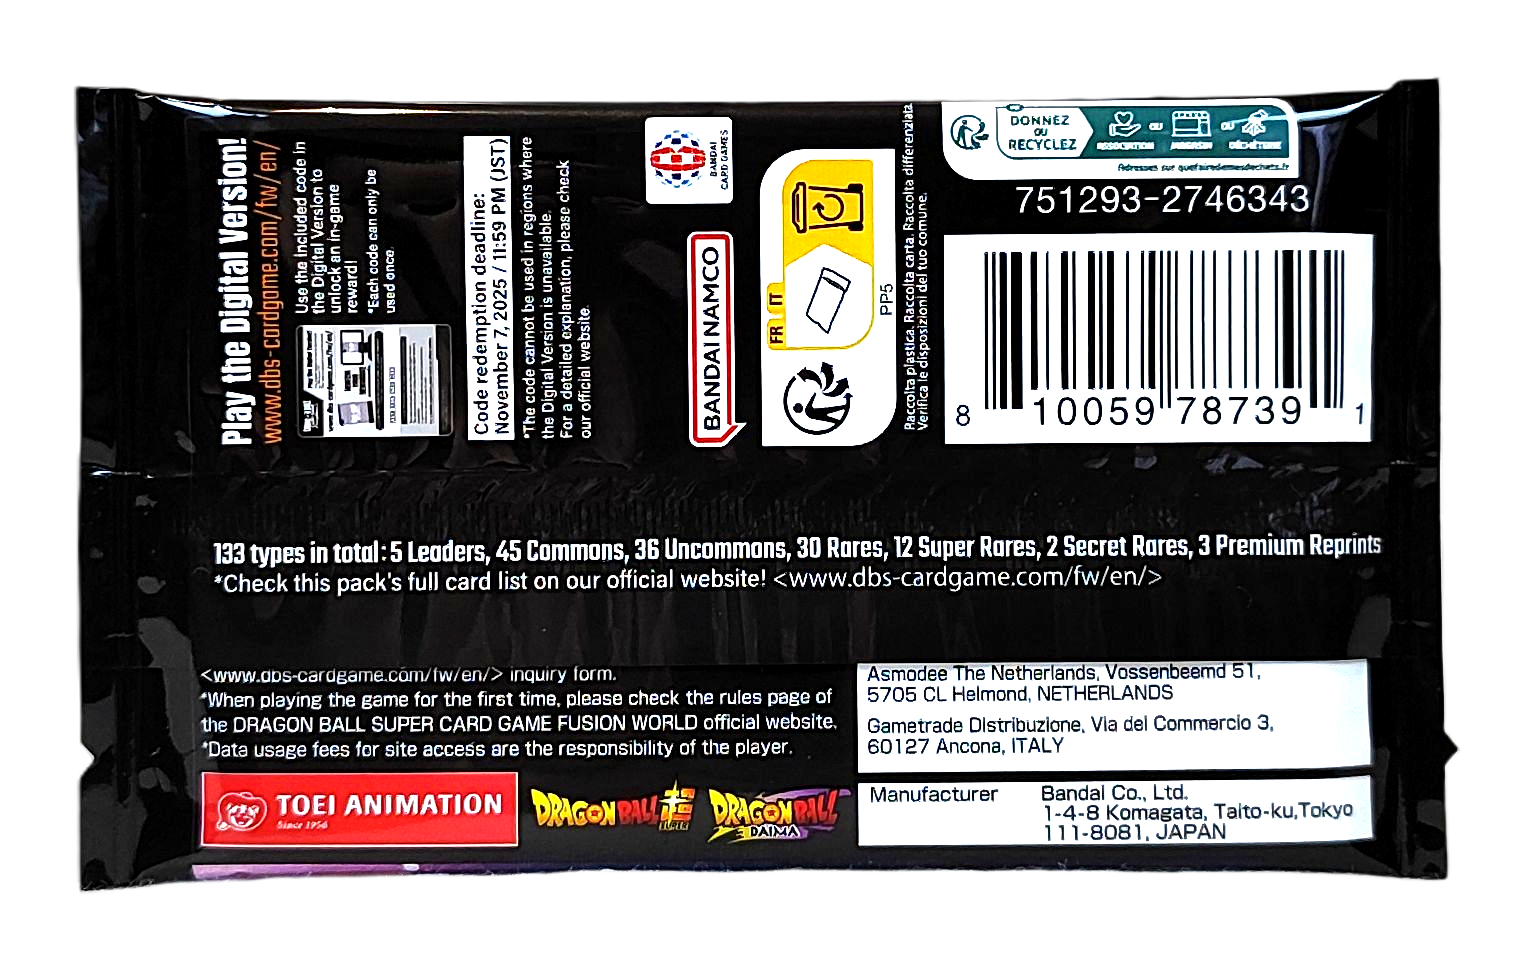 Play the Digital Version!
www.dbs-cardgame.com/fw/en/
Use the included code in
the Digital Version to
unlock an in-game
reward!
*Each code can only be
used once.
Code redemption deadline:
November 7, 2025 / 11:59 PM (JST)
*The code cannot be used in regions where
the Digital Version is unavailable.
For a detailed explanation, please check
our official website.
BANDAI
CARD GAMES
BANDAI NAMCO
FR IT
PP5
Raccolta plastica. Raccolta carta. Raccolta differenziata.
Verifica le disposizioni del tuo comune.
FR
DONNEZ
OU
RECYCLEZ
ASSOCIATION OU MAGASIN OU DÉCHÈTERIE
Adresses sur quefairedemesdechets.fr
751293-2746343
8 10059 78739 1
133 types in total: 5 Leaders, 45 Commons, 36 Uncommons, 30 Rares, 12 Super Rares, 2 Secret Rares, 3 Premium Reprints
*Check this pack's full card list on our official website! <www.dbs-cardgame.com/fw/en/>
<www.dbs-cardgame.com/fw/en/> inquiry form.
*When playing the game for the first time, please check the rules page of
the DRAGON BALL SUPER CARD GAME FUSION WORLD official website.
*Data usage fees for site access are the responsibility of the player.
Asmodee The Netherlands, Vossenbeemd 51,
5705 CL Helmond, NETHERLANDS
Gametrade Distribuzione, Via del Commercio 3,
60127 Ancona, ITALY
TOEI ANIMATION
Since 1956
DRAGON BALL SUPER
DRAGON BALL DAIMA
Manufacturer
Bandai Co., Ltd.
1-4-8 Komagata, Taito-ku,Tokyo
111-8081, JAPAN